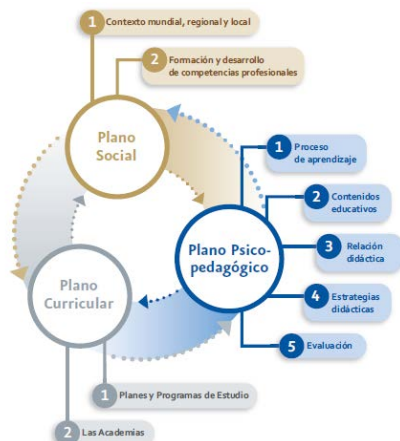 1 Contexto mundial, regional y local
2 Formación y desarrollo
de competencias profesionales
Plano
Social
1 Proceso
de aprendizaje
2 Contenidos
educativos
3 Relación
didáctica
4 Estrategias
didácticas
5 Evaluación
Plano Psico-
pedagógico
Plano
Curricular
1 Planes y Programas de Estudio
2 Las Academias